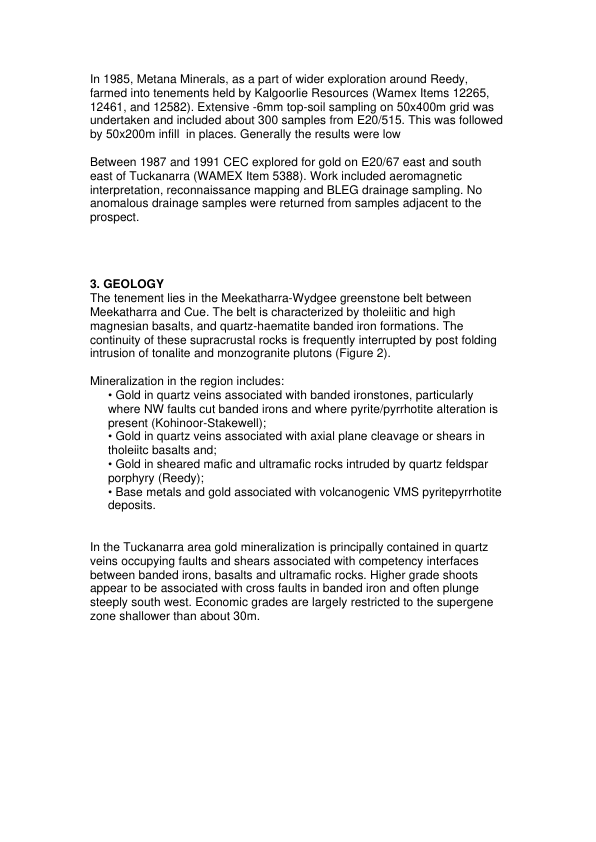 In 1985, Metana Minerals, as a part of wider exploration around Reedy,
farmed into tenements held by Kalgoorlie Resources (Wamex Items 12265,
12461, and 12582). Extensive -6mm top-soil sampling on 50x400m grid was
undertaken and included about 300 samples from E20/515. This was followed
by 50x200m infill  in places. Generally the results were low
Between 1987 and 1991 CEC explored for gold on E20/67 east and south
east of Tuckanarra (WAMEX Item 5388). Work included aeromagnetic
interpretation, reconnaissance mapping and BLEG drainage sampling. No
anomalous drainage samples were returned from samples adjacent to the
prospect.
3. GEOLOGY
The tenement lies in the Meekatharra-Wydgee greenstone belt between
Meekatharra and Cue. The belt is characterized by tholeiitic and high
magnesian basalts, and quartz-haematite banded iron formations. The
continuity of these supracrustal rocks is frequently interrupted by post folding
intrusion of tonalite and monzogranite plutons (Figure 2).
Mineralization in the region includes:
• Gold in quartz veins associated with banded ironstones, particularly
where NW faults cut banded irons and where pyrite/pyrrhotite alteration is
present (Kohinoor-Stakewell);
• Gold in quartz veins associated with axial plane cleavage or shears in
tholeiitc basalts and;
• Gold in sheared mafic and ultramafic rocks intruded by quartz feldspar
porphyry (Reedy);
• Base metals and gold associated with volcanogenic VMS pyritepyrrhotite
deposits.
In the Tuckanarra area gold mineralization is principally contained in quartz
veins occupying faults and shears associated with competency interfaces
between banded irons, basalts and ultramafic rocks. Higher grade shoots
appear to be associated with cross faults in banded iron and often plunge
steeply south west. Economic grades are largely restricted to the supergene
zone shallower than about 30m.